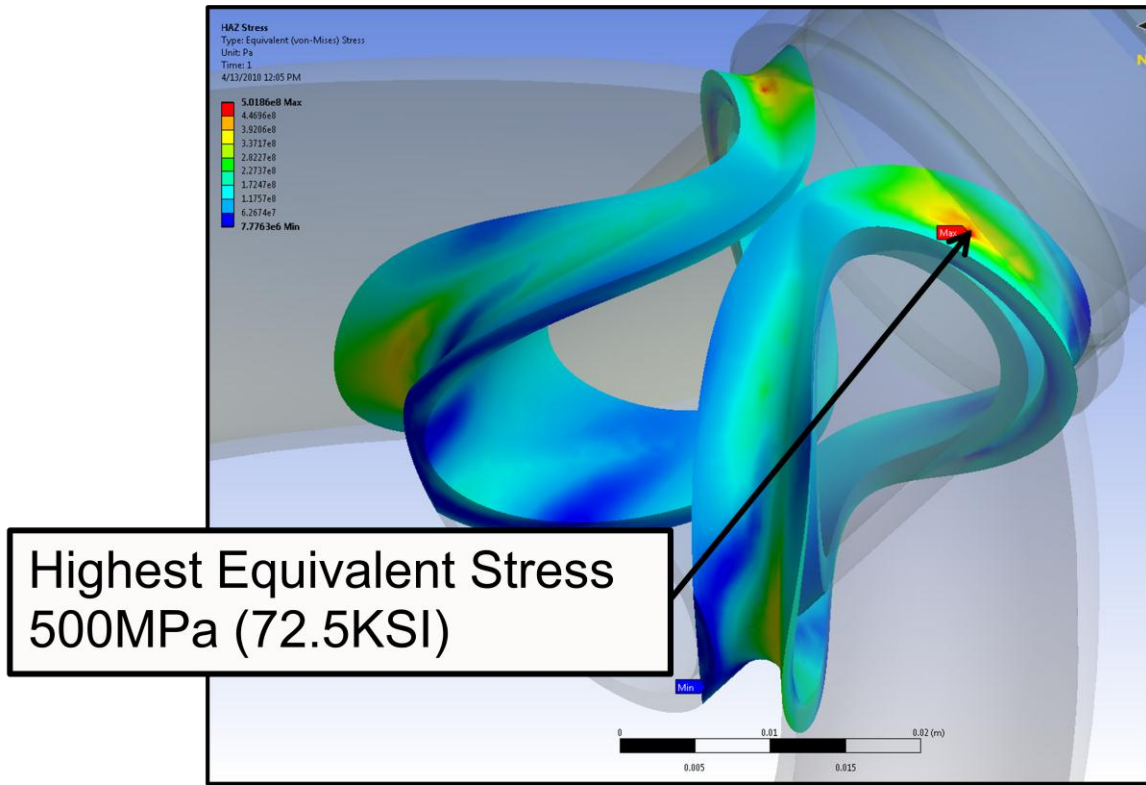 HAZ Stress
Type: Equivalent (von-Mises) Stress
Unit: Pa
Time: 1
4/13/2010 12:05 PM
5.0186e8 Max
4.4696e8
3.9206e8
3.3717e8
2.8227e8
2.2737e8
1.7247e8
1.1757e8
6.2674e7
7.7763e6 Min
Max
Highest Equivalent Stress
500MPa (72.5KSI)
Min
0 0.01 0.02 (m)
0.005 0.015